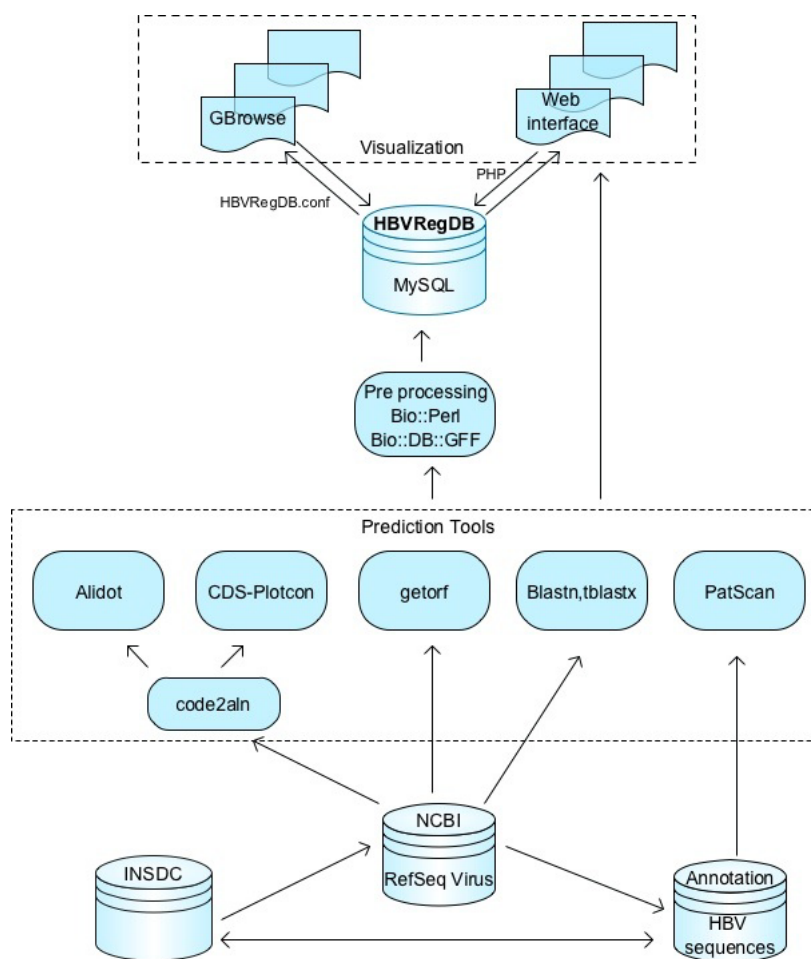 GBrowse
Web
interface
Visualization
PHP
HBVRegDB.conf
HBVRegDB
MySQL
Pre processing
Bio::Perl
Bio::DB::GFF
Prediction Tools
Alidot
CDS-Plotcon
getorf
Blastn,tblastx
PatScan
code2aln
NCBI
RefSeq Virus
INSDC
Annotation
HBV
sequences